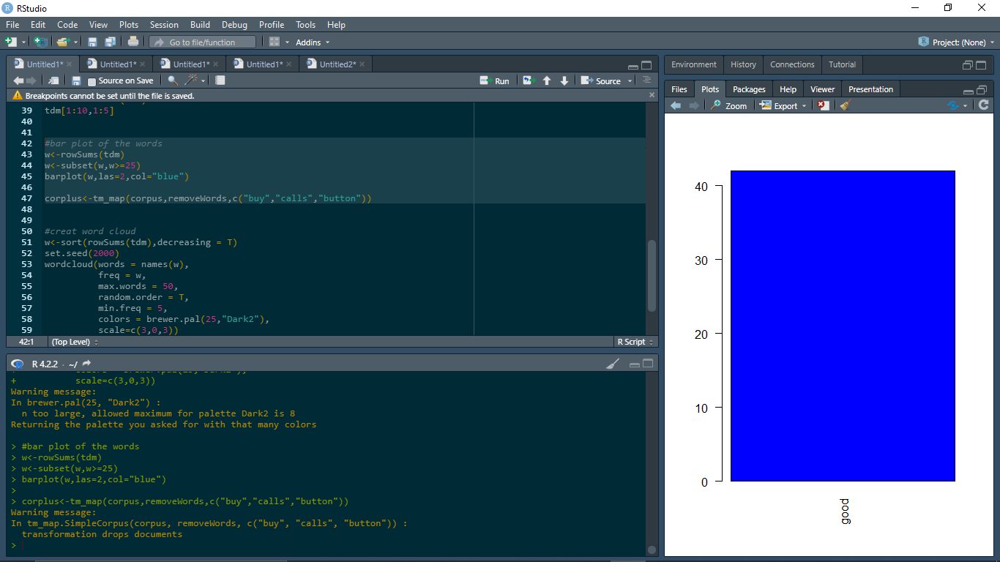 RStudio
File Edit Code View Plots Session Build Debug Profile Tools Help
Go to file/function Addins Project: (None)
Untitled1* Untitled1* Untitled1* Untitled1* Untitled2*
Source on Save Run Source
Breakpoints cannot be set until the file is saved.
39 tdm[1:10,1:5]
40
41
42 #bar plot of the words
43 w<-rowSums(tdm)
44 w<-subset(w,w>=25)
45 barplot(w,las=2,col="blue")
46
47 corplus<-tm_map(corpus,removeWords,c("buy","calls","button"))
48
49
50 #creat word cloud
51 w<-sort(rowSums(tdm),decreasing = T)
52 set.seed(2000)
53 wordcloud(words = names(w),
54 freq = w,
55 max.words = 50,
56 random.order = T,
57 min.freq = 5,
58 colors = brewer.pal(25,"Dark2"),
59 scale=c(3,0,3))
42:1 (Top Level) R Script
R 4.2.2 · ~/
+ scale=c(3,0,3))
Warning message:
In brewer.pal(25, "Dark2") :
n too large, allowed maximum for palette Dark2 is 8
Returning the palette you asked for with that many colors
> #bar plot of the words
> w<-rowSums(tdm)
> w<-subset(w,w>=25)
> barplot(w,las=2,col="blue")
>
> corplus<-tm_map(corpus,removeWords,c("buy","calls","button"))
Warning message:
In tm_map.SimpleCorpus(corpus, removeWords, c("buy", "calls", "button")) :
transformation drops documents
>
Environment History Connections Tutorial
Files Plots Packages Help Viewer Presentation
Zoom Export
40
30
20
10
0
good